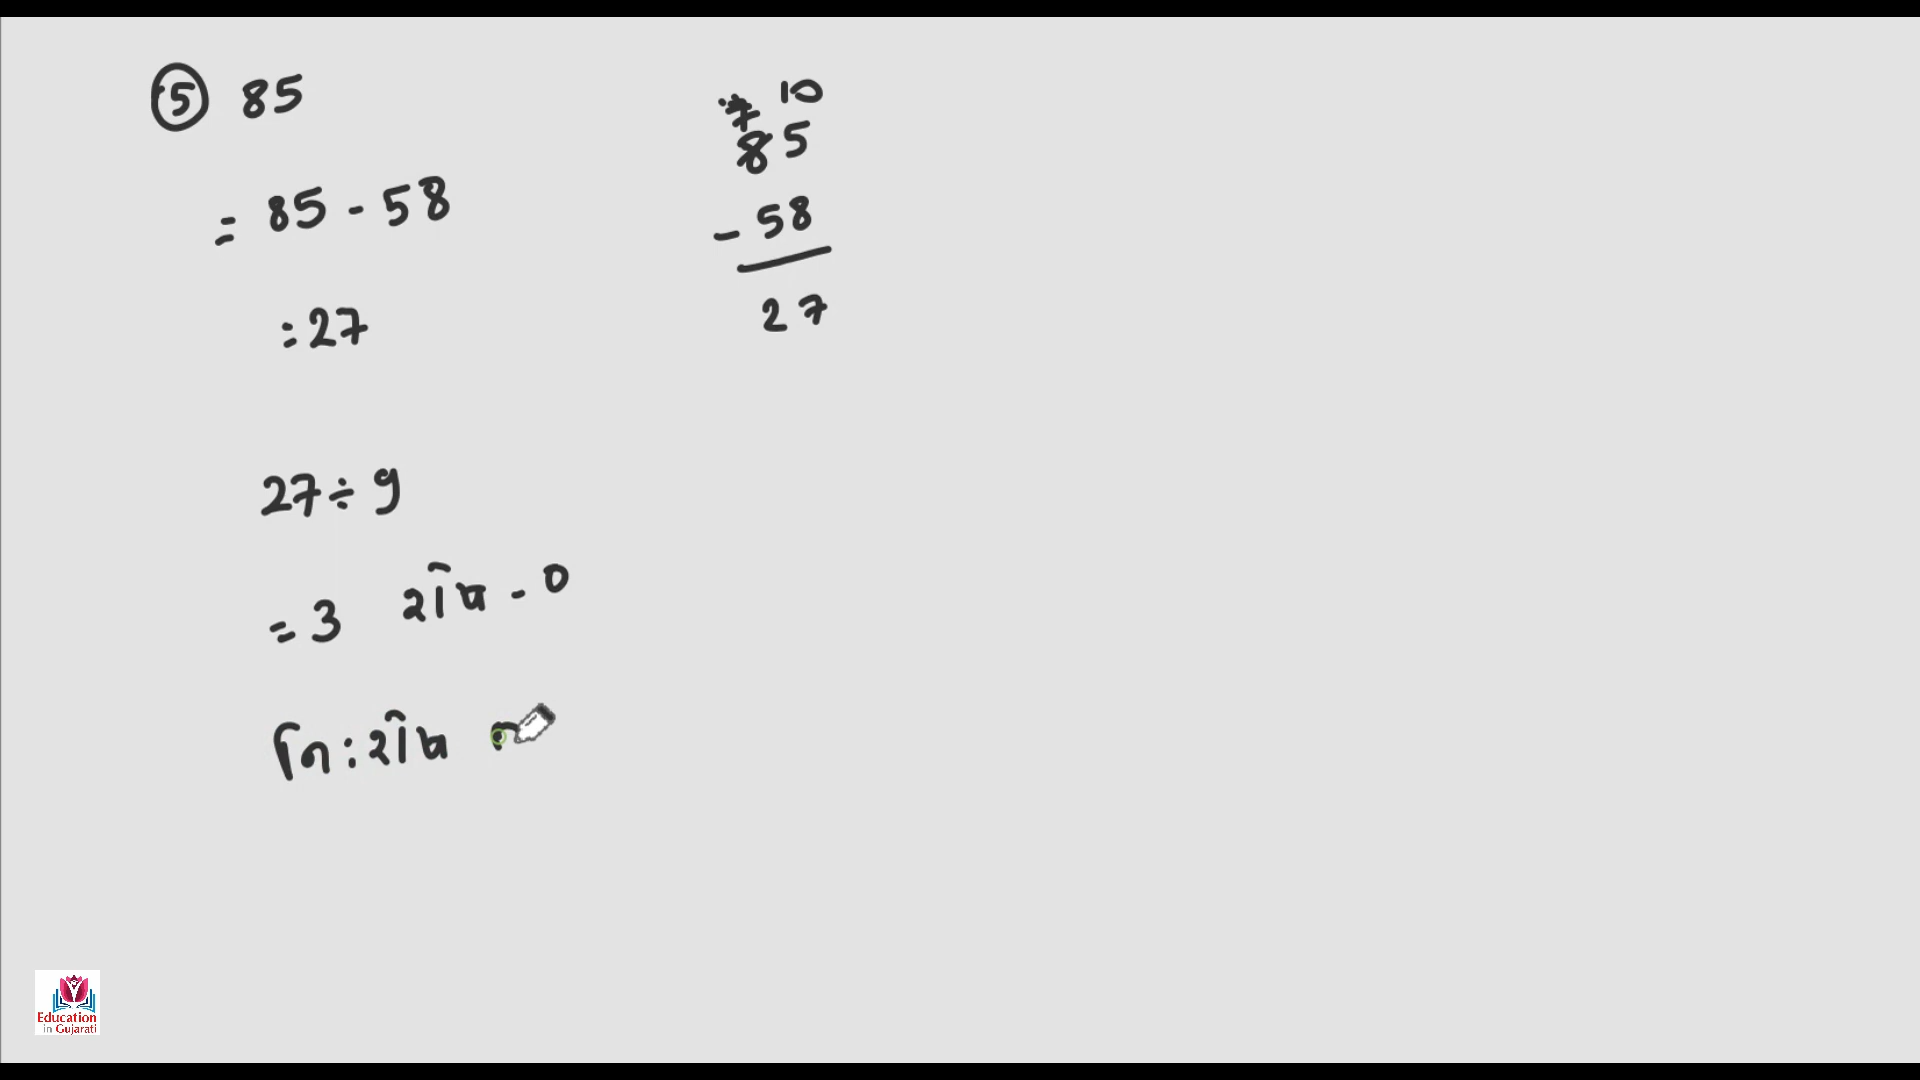 5 85
= 85 - 58
= 27
7 10
85
- 58
27
27 ÷ 9
= 3 શેષ - 0
નિ:શેષ
Education
in Gujarati